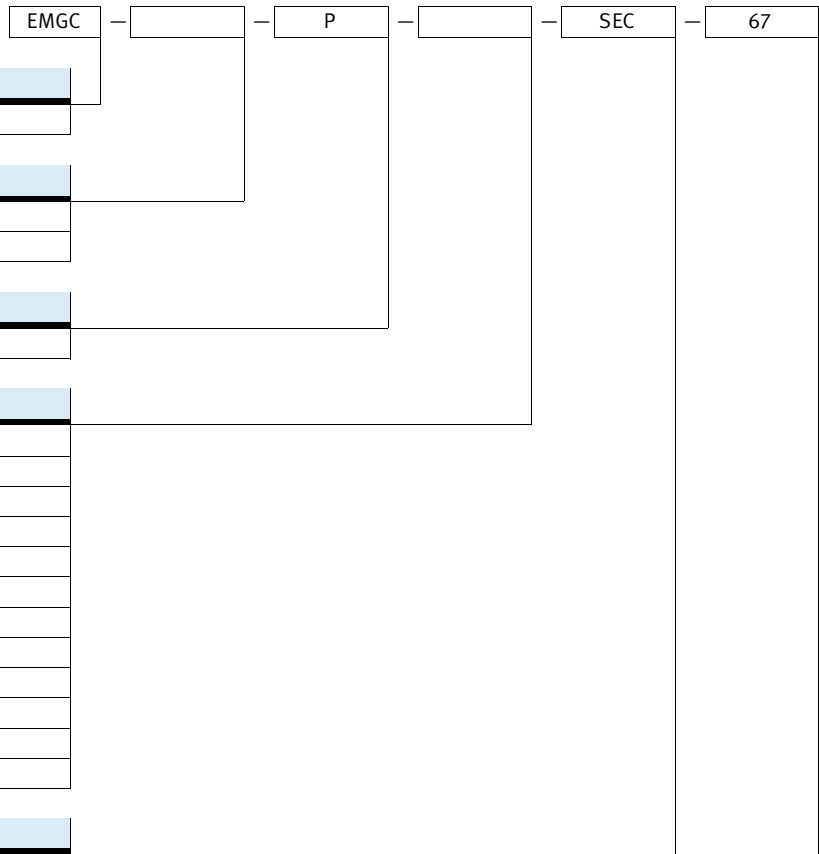 EMGC — — P — — SEC — 67